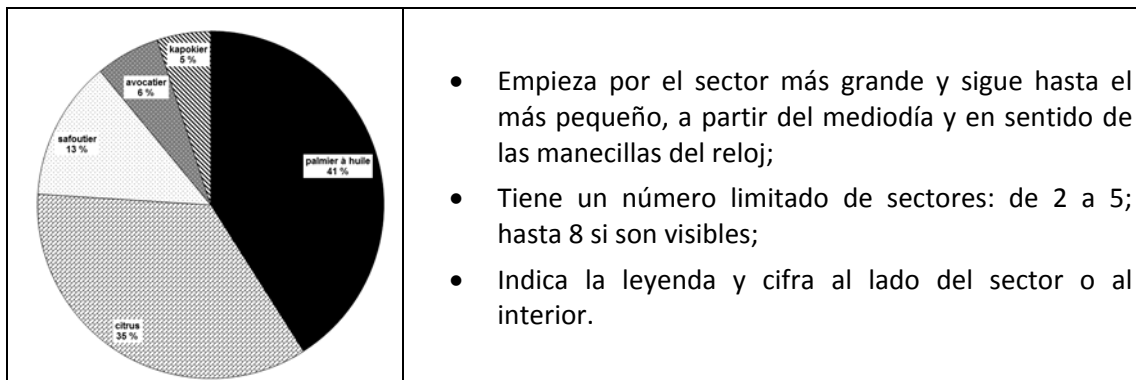 kapokier
5 %
avocatier
6 %
safoutier
13 %
palmier à huile
41 %
citrus
35 %
• Empieza por el sector más grande y sigue hasta el
más pequeño, a partir del mediodía y en sentido de
las manecillas del reloj;
• Tiene un número limitado de sectores: de 2 a 5;
hasta 8 si son visibles;
• Indica la leyenda y cifra al lado del sector o al
interior.